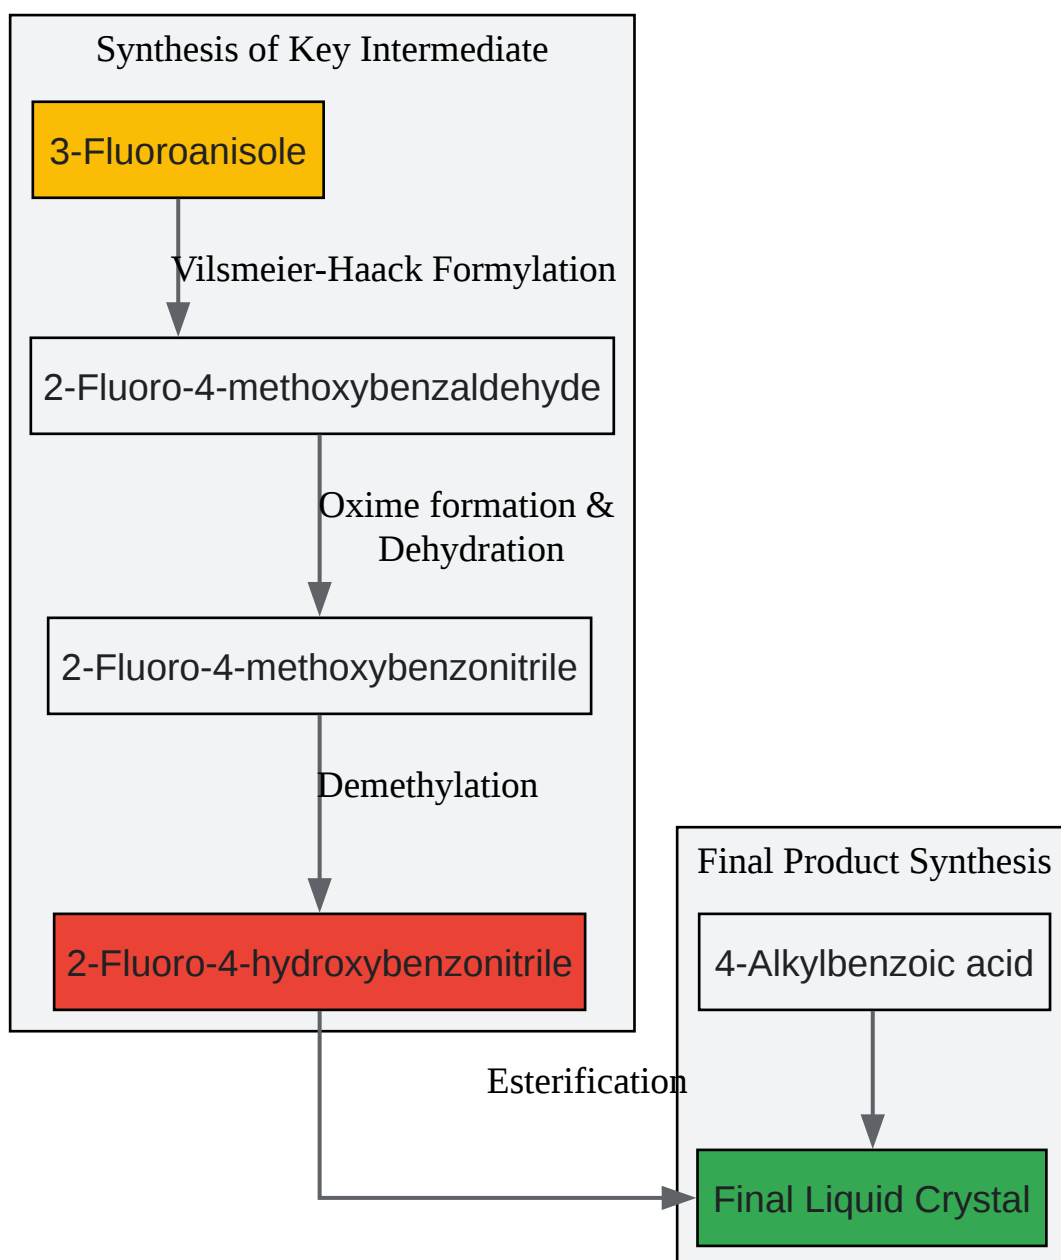 Synthesis of Key Intermediate
3-Fluoroanisole
Vilsmeier-Haack Formylation
2-Fluoro-4-methoxybenzaldehyde
Oxime formation &
Dehydration
2-Fluoro-4-methoxybenzonitrile
Demethylation
2-Fluoro-4-hydroxybenzonitrile
Final Product Synthesis
4-Alkylbenzoic acid
Esterification
Final Liquid Crystal